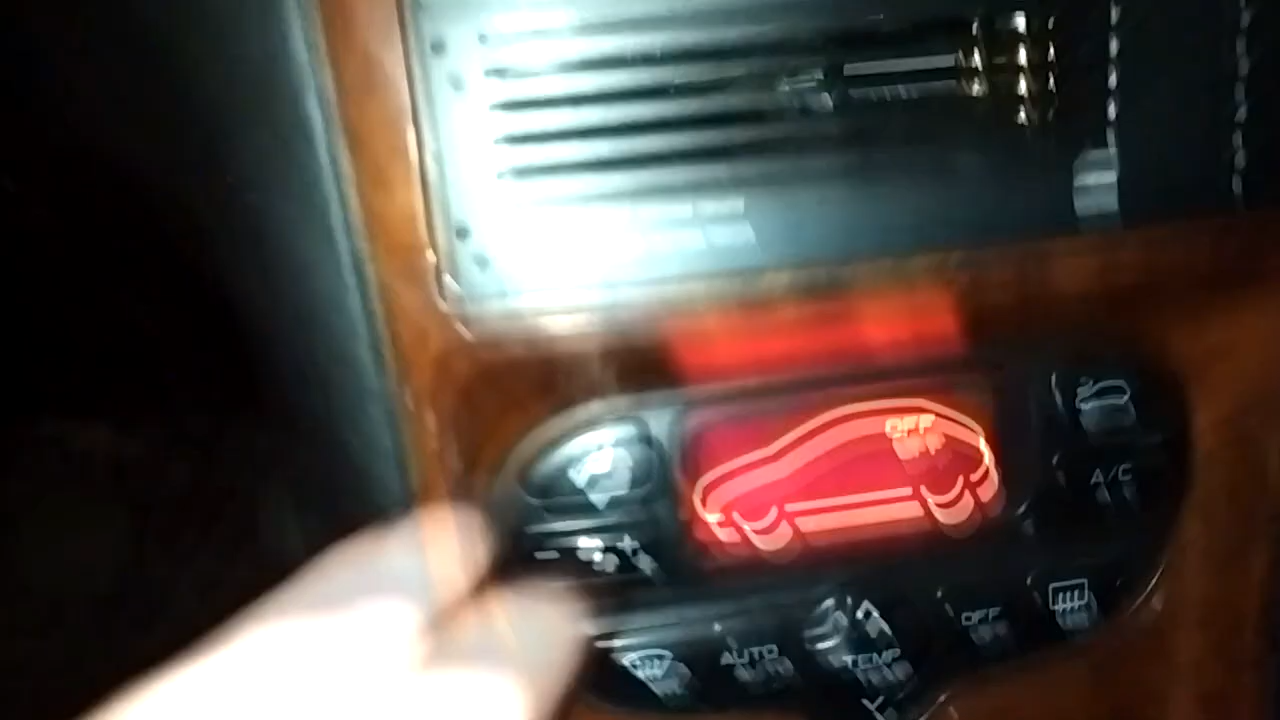 OFF
A/C
- +
AUTO
TEMP
OFF